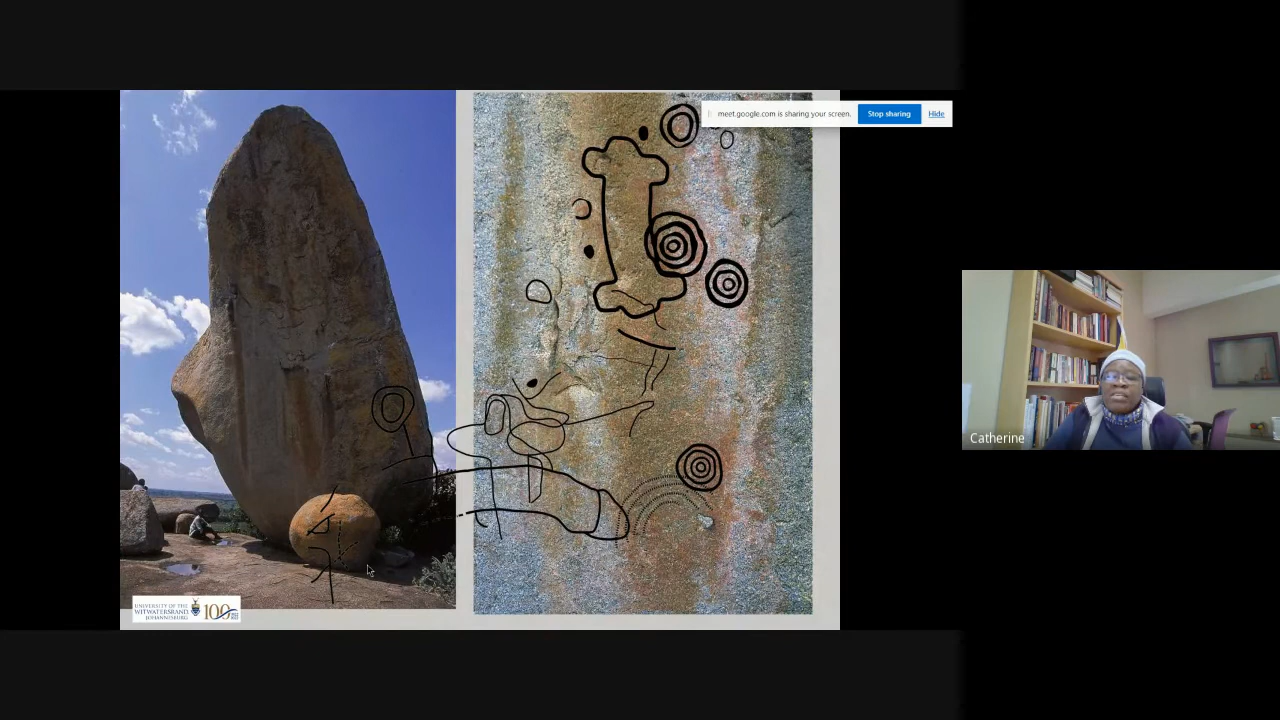 meet.google.com is sharing your screen.
Stop sharing
Hide
Catherine
UNIVERSITY OF THE
WITWATERSRAND,
JOHANNESBURG
100